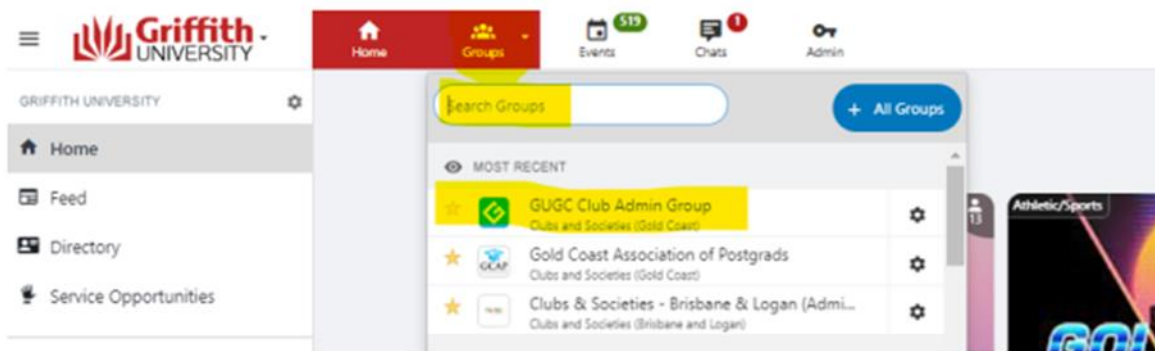 Griffith
UNIVERSITY
Home
Groups
Events
519
Chats
1
Admin
GRIFFITH UNIVERSITY
Home
Feed
Directory
Service Opportunities
Search Groups
+ All Groups
MOST RECENT
GUGC Club Admin Group
Clubs and Societies (Gold Coast)
GCAP
Gold Coast Association of Postgrads
Clubs and Societies (Gold Coast)
Clubs & Societies - Brisbane & Logan (Admi...
Clubs and Societies (Brisbane and Logan)
13
Athletic/Sports